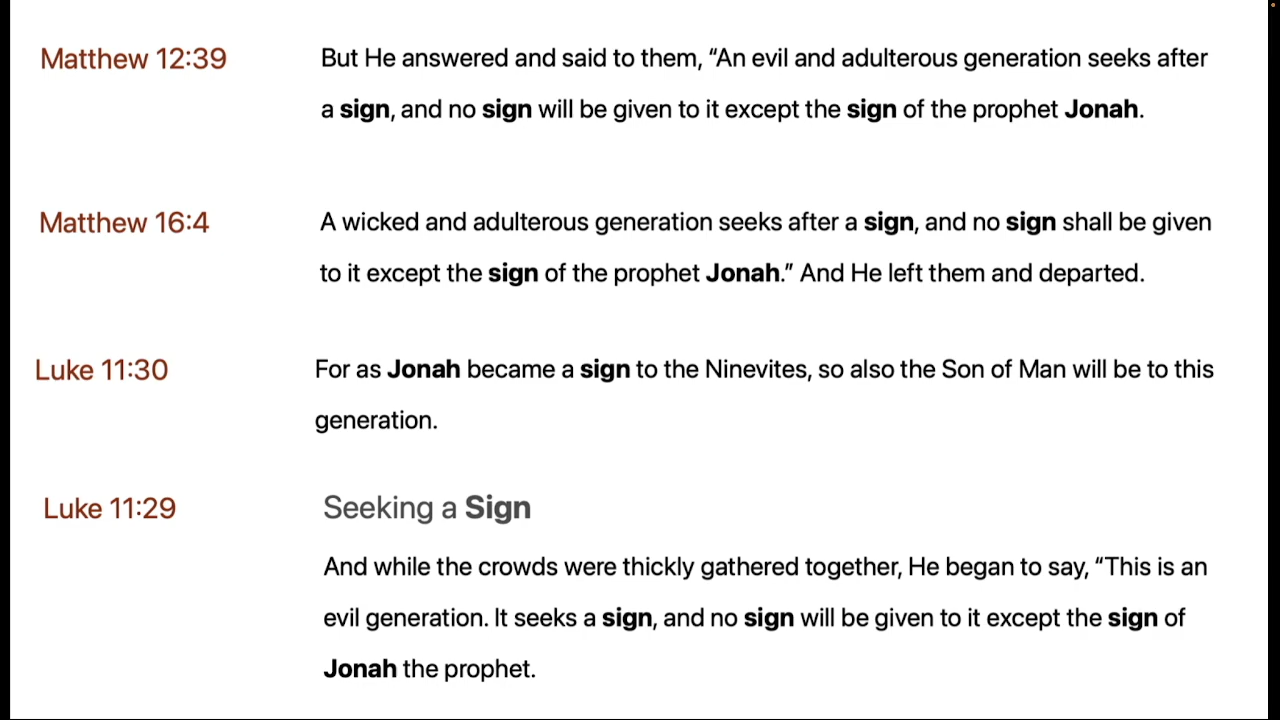 Matthew 12:39
But He answered and said to them, “An evil and adulterous generation seeks after
a sign, and no sign will be given to it except the sign of the prophet Jonah.
Matthew 16:4
A wicked and adulterous generation seeks after a sign, and no sign shall be given
to it except the sign of the prophet Jonah.” And He left them and departed.
Luke 11:30
For as Jonah became a sign to the Ninevites, so also the Son of Man will be to this
generation.
Luke 11:29
Seeking a Sign
And while the crowds were thickly gathered together, He began to say, “This is an
evil generation. It seeks a sign, and no sign will be given to it except the sign of
Jonah the prophet.